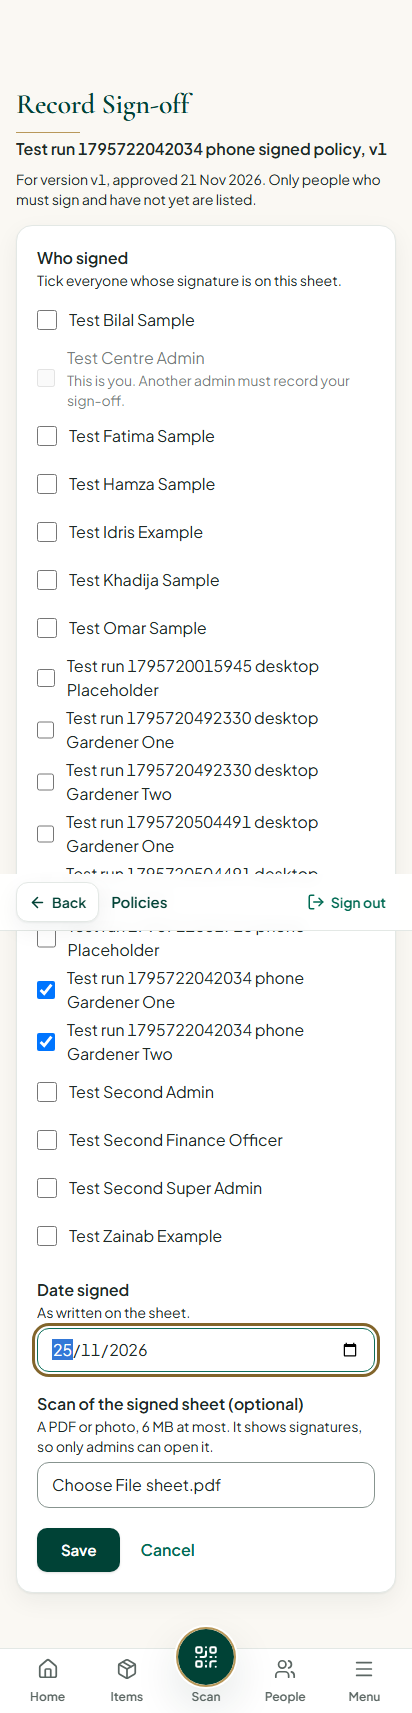 Record Sign-off
Test run 1795722042034 phone signed policy, v1
For version v1, approved 21 Nov 2026. Only people who
must sign and have not yet are listed.
Who signed
Tick everyone whose signature is on this sheet.
Test Bilal Sample
Test Centre Admin
This is you. Another admin must record your
sign-off.
Test Fatima Sample
Test Hamza Sample
Test Idris Example
Test Khadija Sample
Test Omar Sample
Test run 1795720015945 desktop
Placeholder
Test run 1795720492330 desktop
Gardener One
Test run 1795720492330 desktop
Gardener Two
Test run 1795720504491 desktop
Gardener One
Test run 1795720504491 desktop
Back
Policies
Sign out
Placeholder
Test run 1795722042034 phone
Gardener One
Test run 1795722042034 phone
Gardener Two
Test Second Admin
Test Second Finance Officer
Test Second Super Admin
Test Zainab Example
Date signed
As written on the sheet.
25/11/2026
Scan of the signed sheet (optional)
A PDF or photo, 6 MB at most. It shows signatures,
so only admins can open it.
Choose File sheet.pdf
Save Cancel
Home Items Scan People Menu